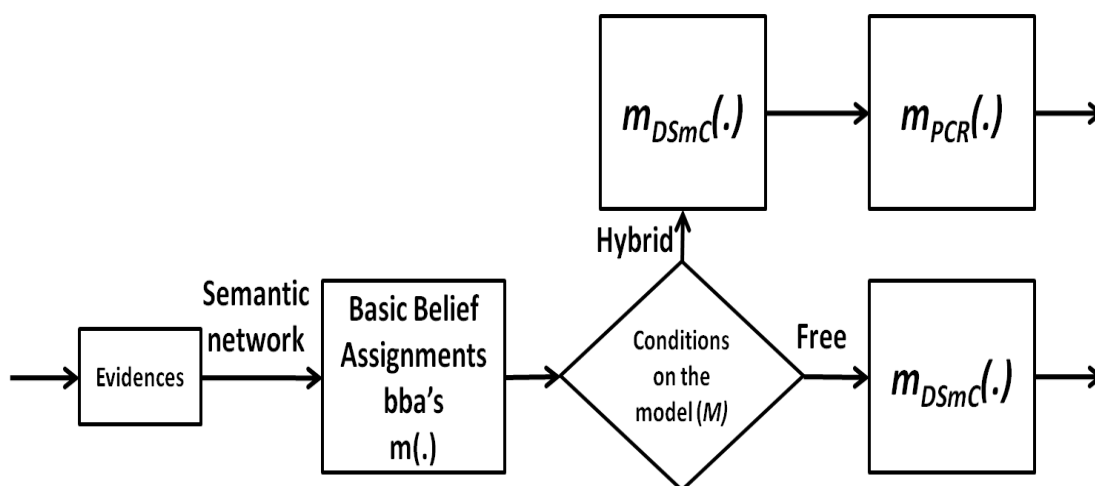 m_DSmC(.)
m_PCR(.)
Hybrid
Semantic
network
Evidences
Basic Belief
Assignments
bba's
m(.)
Conditions
on the
model (M)
Free
m_DSmC(.)